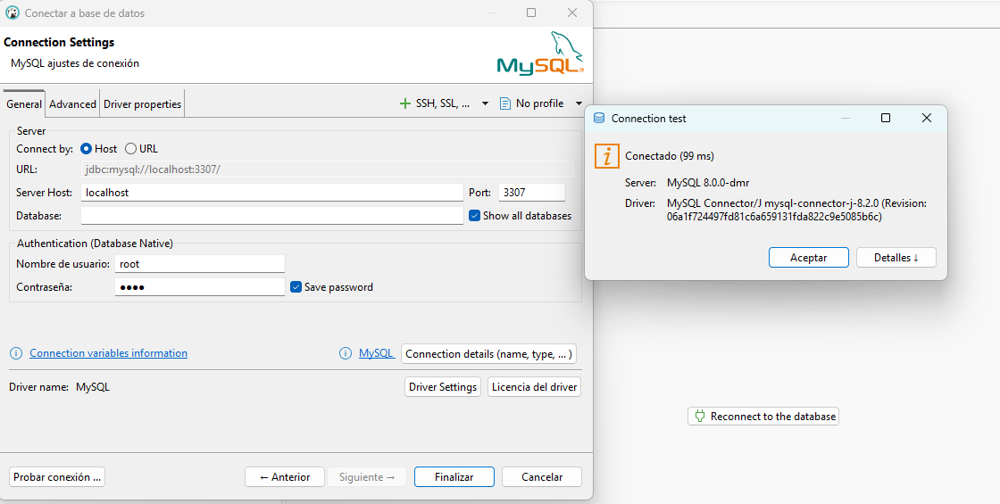 Conectar a base de datos
Connection Settings
MySQL ajustes de conexión
MySQL®
General Advanced Driver properties
SSH, SSL, ... No profile
Server
Connect by: Host URL
URL: jdbc:mysql://localhost:3307/
Server Host: localhost Port: 3307
Database: Show all databases
Authentication (Database Native)
Nombre de usuario: root
Contraseña: •••• Save password
Connection variables information MySQL Connection details (name, type, ... )
Driver name: MySQL Driver Settings Licencia del driver
Probar conexión ... ← Anterior Siguiente → Finalizar Cancelar
Connection test
Conectado (99 ms)
Server: MySQL 8.0.0-dmr
Driver: MySQL Connector/J mysql-connector-j-8.2.0 (Revision:
06a1f724497fd81c6a659131fda822c9e5085b6c)
Aceptar Detalles ↓
Reconnect to the database